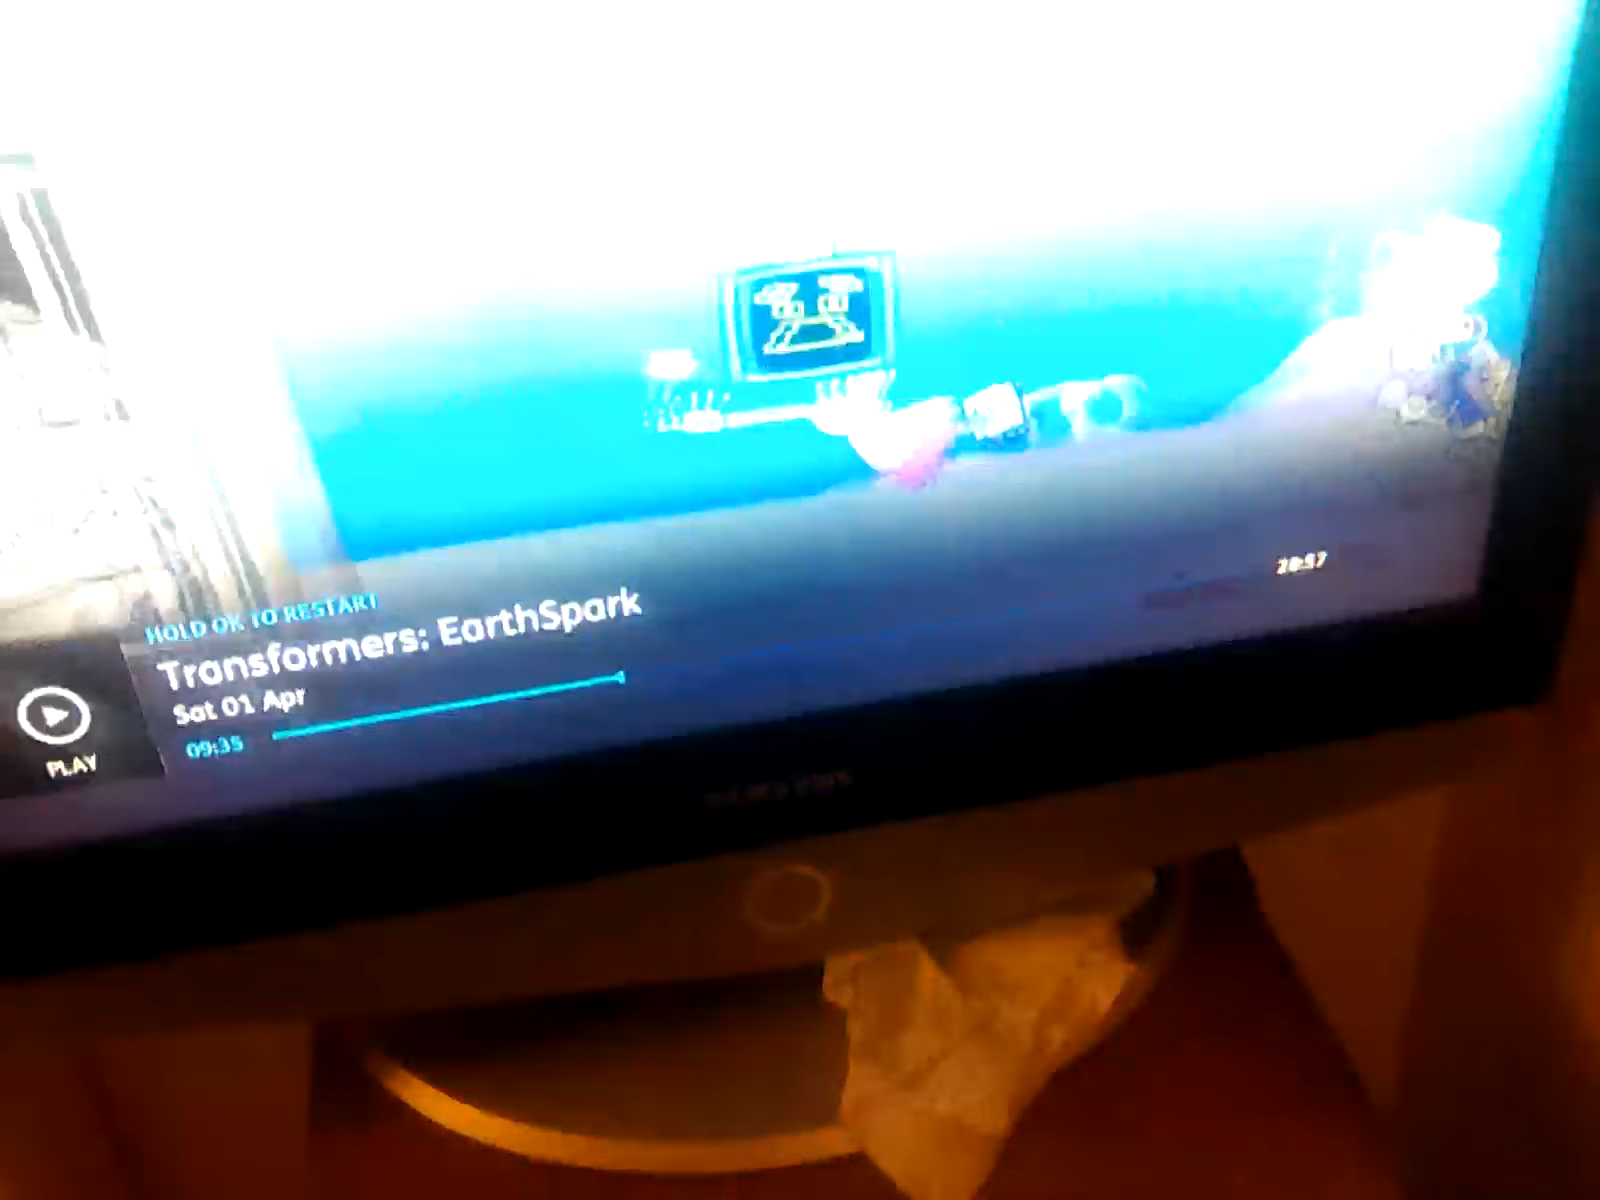 HOLD OK TO RESTART
Transformers: EarthSpark
Sat 01 Apr
09:35
PLAY